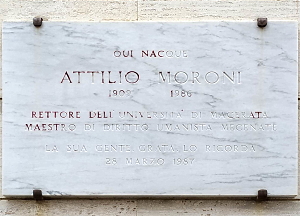 QUI NACQUE
ATTILIO MORONI
1909 1986
RETTORE DELL'UNIVERSITÀ DI MACERATA
MAESTRO DI DIRITTO UMANISTA MECENATE
LA SUA GENTE GRATA LO RICORDA
28 MARZO 1987